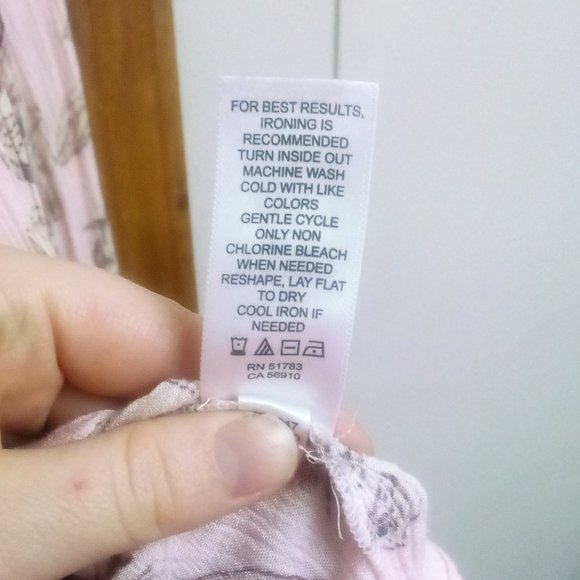 FOR BEST RESULTS,
IRONING IS
RECOMMENDED
TURN INSIDE OUT
MACHINE WASH
COLD WITH LIKE
COLORS
GENTLE CYCLE
ONLY NON
CHLORINE BLEACH
WHEN NEEDED
RESHAPE, LAY FLAT
TO DRY
COOL IRON IF
NEEDED
RN 51783
CA 56910